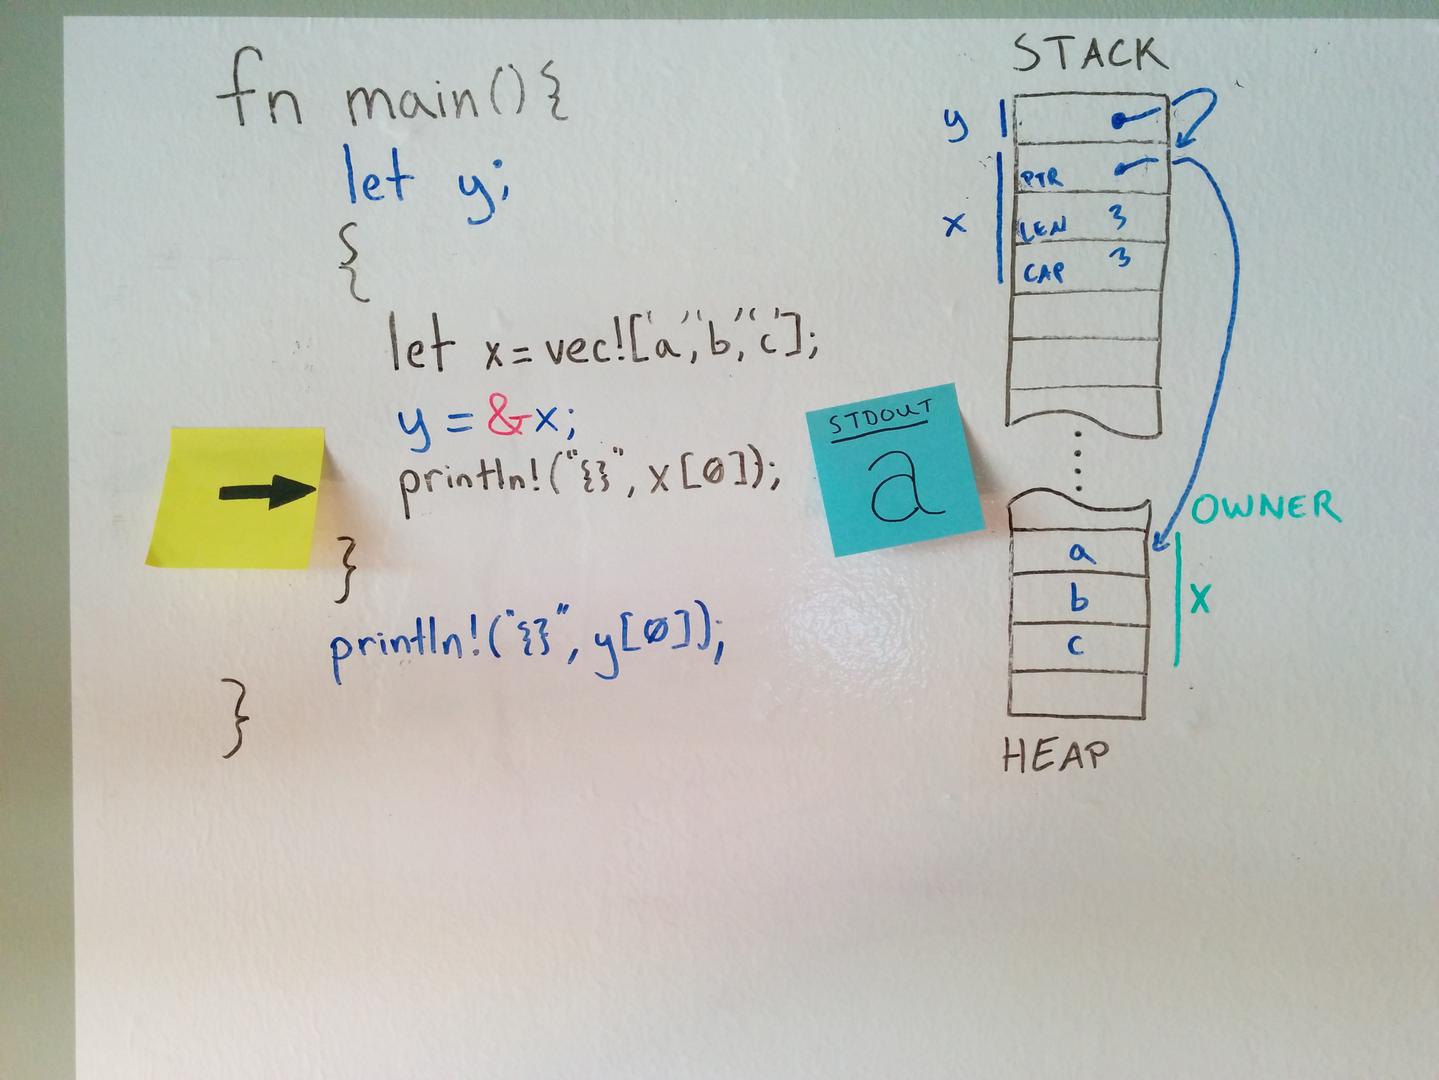 fn main(){
let y;
{
let x=vec!['a','b','c'];
y = &x;
println!("{}", x[0]);
}
println!("{}", y[0]);
}
STDOUT
a
STACK
y
x
PTR
LEN 3
CAP 3
OWNER
a
b
c
X
HEAP